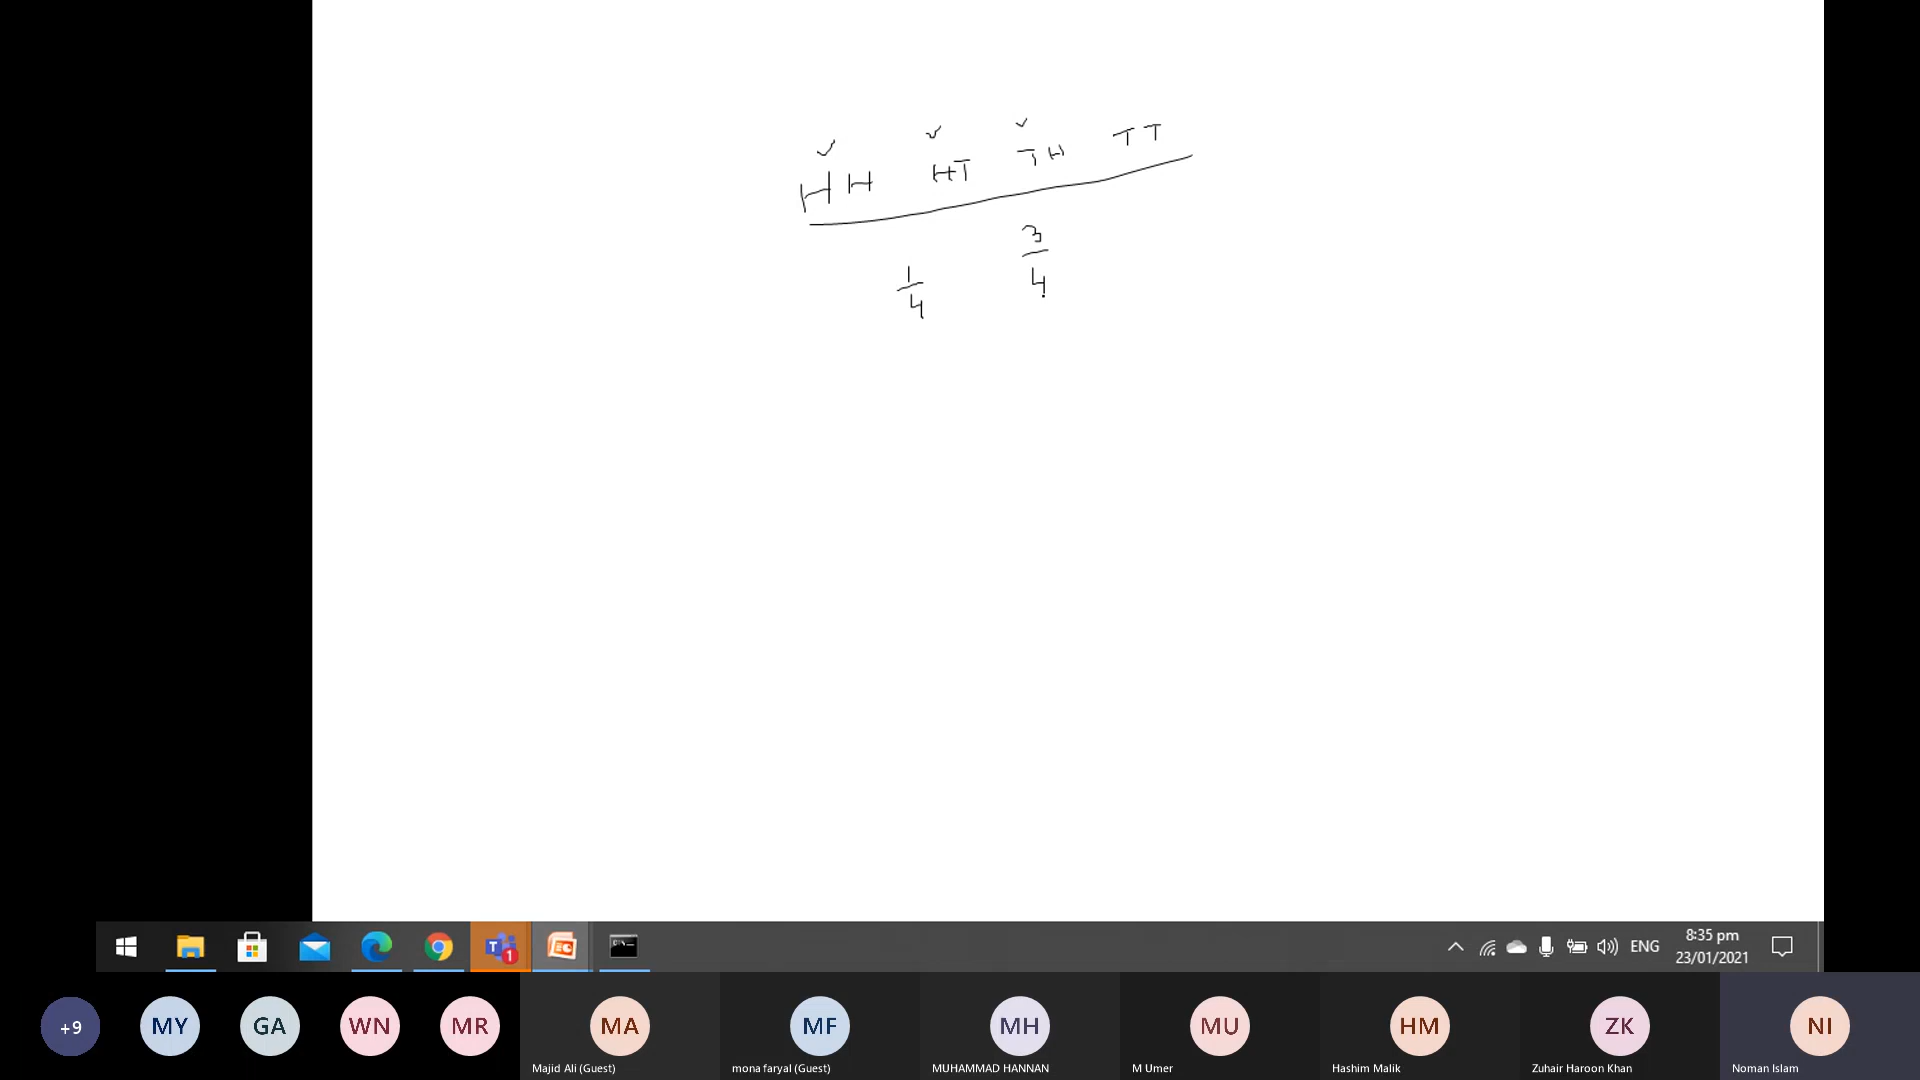 HH HT TH TT
1/4 3/4
ENG
8:35 pm
23/01/2021
1
+9 MY GA WN MR MA MF MH MU HM ZK NI
Majid Ali (Guest) mona faryal (Guest) MUHAMMAD HANNAN M Umer Hashim Malik Zuhair Haroon Khan Noman Islam